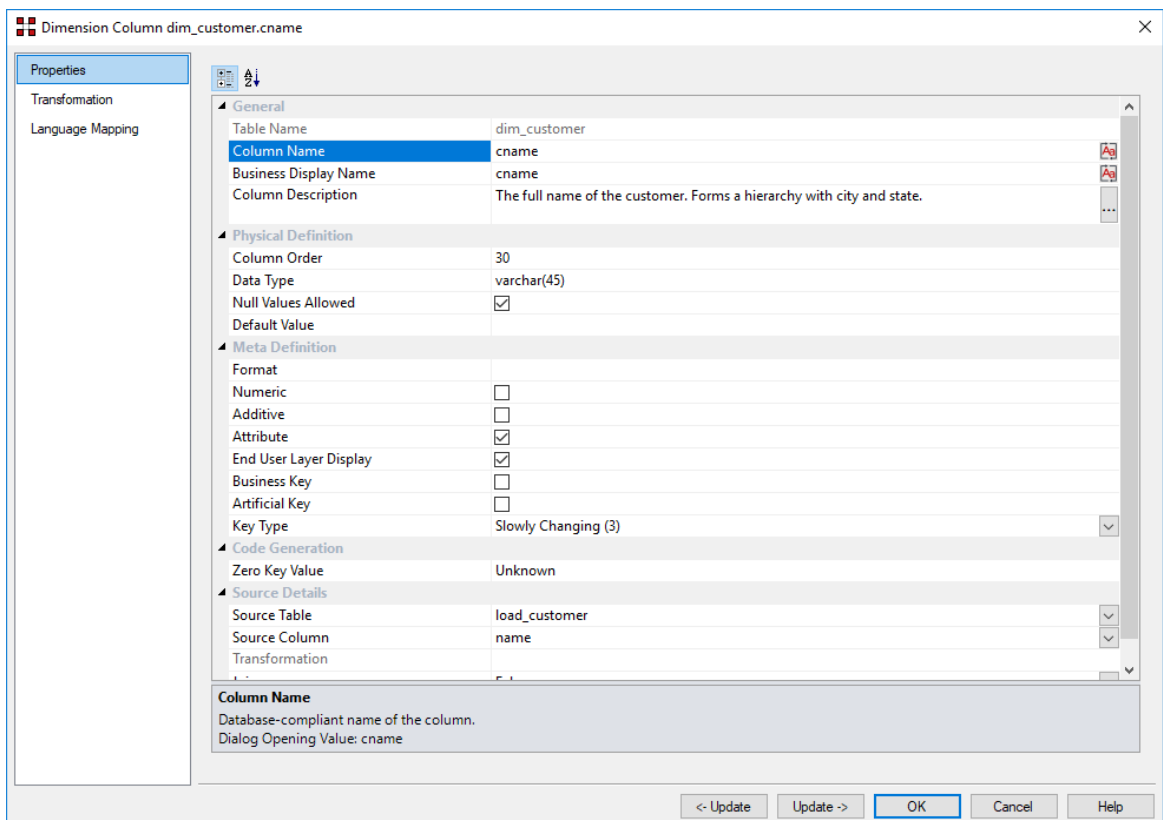 Dimension Column dim_customer.cname
Properties
Transformation
Language Mapping
General
Table Name dim_customer
Column Name cname
Business Display Name cname
Column Description The full name of the customer. Forms a hierarchy with city and state.
...
Physical Definition
Column Order 30
Data Type varchar(45)
Null Values Allowed
Default Value
Meta Definition
Format
Numeric
Additive
Attribute
End User Layer Display
Business Key
Artificial Key
Key Type Slowly Changing (3)
Code Generation
Zero Key Value Unknown
Source Details
Source Table load_customer
Source Column name
Transformation
Column Name
Database-compliant name of the column.
Dialog Opening Value: cname
<- Update Update -> OK Cancel Help